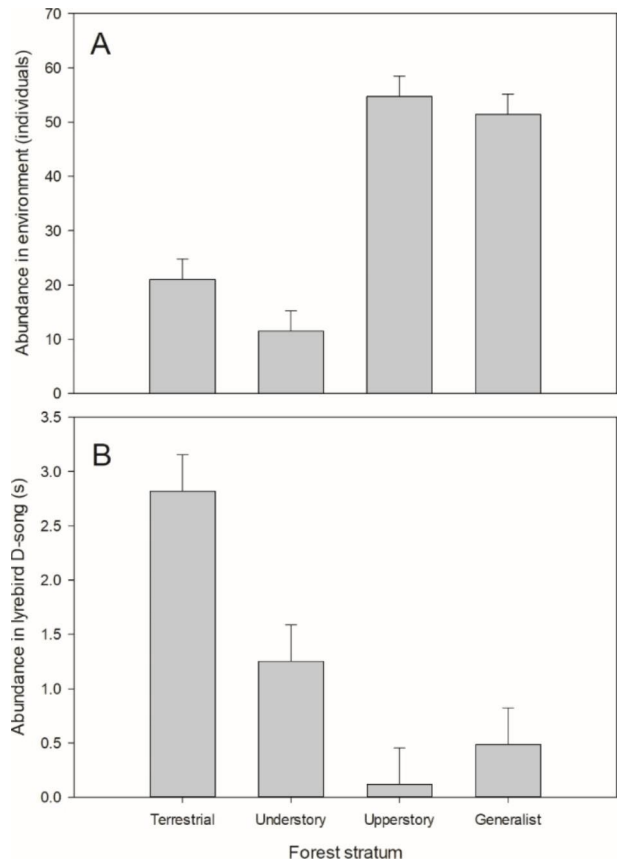 A
Abundance in environment (individuals)
70
60
50
40
30
20
10
0
B
Abundance in lyrebird D-song (s)
3.5
3.0
2.5
2.0
1.5
1.0
0.5
0.0
Terrestrial Understory Upperstory Generalist
Forest stratum